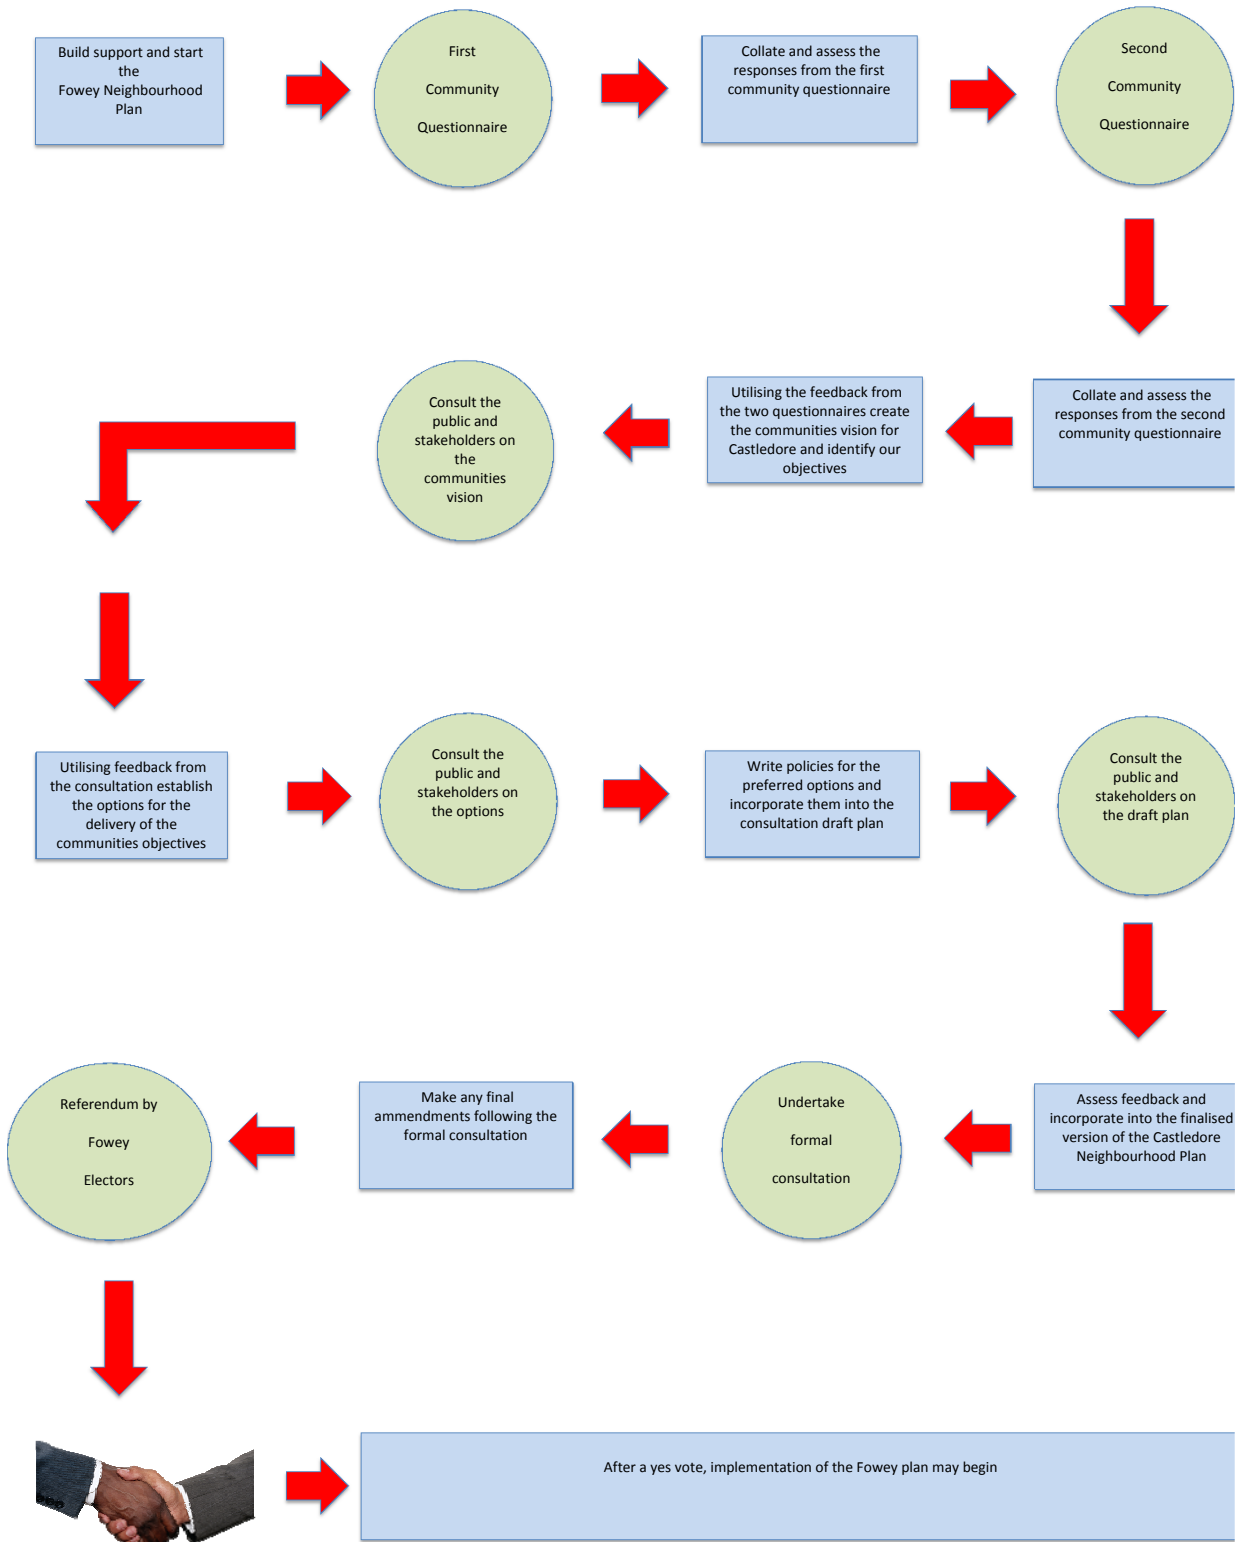 Build support and start
the
Fowey Neighbourhood
Plan
First
Community
Questionnaire
Collate and assess the
responses from the first
community questionnaire
Second
Community
Questionnaire
Collate and assess the
responses from the second
community questionnaire
Utilising the feedback from
the two questionnaires create
the communities vision for
Castledore and identify our
objectives
Consult the
public and
stakeholders on
the
communities
vision
Utilising feedback from
the consultation establish
the options for the
delivery of the
communities objectives
Consult the
public and
stakeholders on
the options
Write policies for the
preferred options and
incorporate them into the
consultation draft plan
Consult the
public and
stakeholders on
the draft plan
Assess feedback and
incorporate into the finalised
version of the Castledore
Neighbourhood Plan
Undertake
formal
consultation
Make any final
ammendments following the
formal consultation
Referendum by
Fowey
Electors
After a yes vote, implementation of the Fowey plan may begin